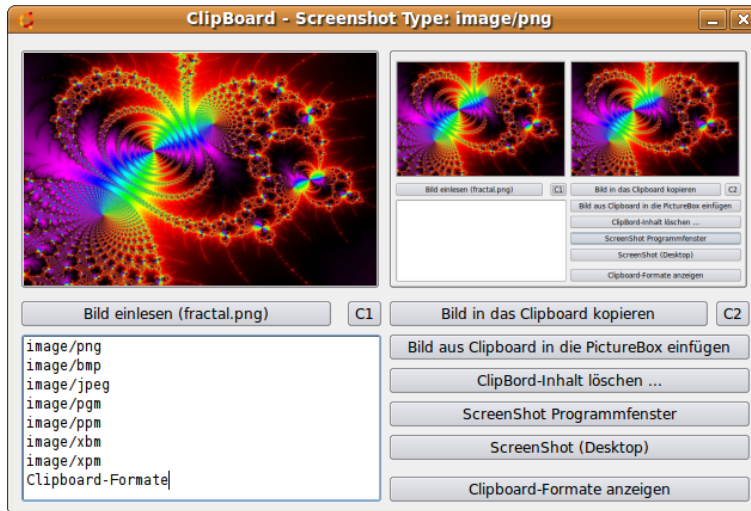 ClipBoard - Screenshot Type: image/png
Bild einlesen (fractal.png)
C1
Bild in das Clipboard kopieren
C2
Bild aus Clipboard in die PictureBox einfügen
ClipBord-Inhalt löschen ...
ScreenShot Programmfenster
ScreenShot (Desktop)
Clipboard-Formate anzeigen
Bild einlesen (fractal.png)
C1
Bild in das Clipboard kopieren
C2
image/png
image/bmp
image/jpeg
image/pgm
image/ppm
image/xbm
image/xpm
Clipboard-Formate
Bild aus Clipboard in die PictureBox einfügen
ClipBord-Inhalt löschen ...
ScreenShot Programmfenster
ScreenShot (Desktop)
Clipboard-Formate anzeigen